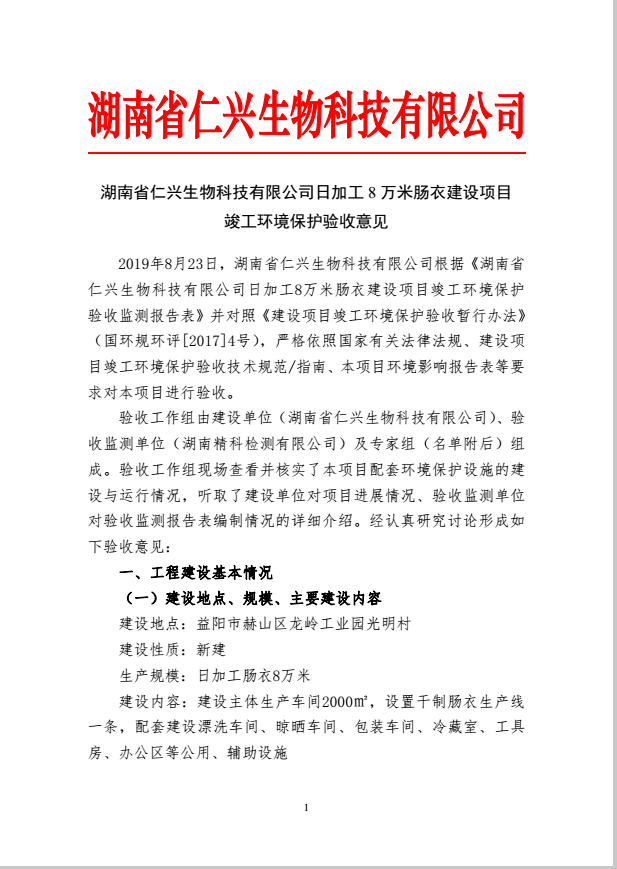 湖南省仁兴生物科技有限公司
湖南省仁兴生物科技有限公司日加工 8 万米肠衣建设项目
竣工环境保护验收意见
2019年8月23日，湖南省仁兴生物科技有限公司根据《湖南省
仁兴生物科技有限公司日加工8万米肠衣建设项目竣工环境保护
验收监测报告表》并对照《建设项目竣工环境保护验收暂行办法》
（国环规环评[2017]4号），严格依照国家有关法律法规、建设项
目竣工环境保护验收技术规范/指南、本项目环境影响报告表等要
求对本项目进行验收。
验收工作组由建设单位（湖南省仁兴生物科技有限公司）、验
收监测单位（湖南精科检测有限公司）及专家组（名单附后）组
成。验收工作组现场查看并核实了本项目配套环境保护设施的建
设与运行情况，听取了建设单位对项目进展情况、验收监测单位
对验收监测报告表编制情况的详细介绍。经认真研究讨论形成如
下验收意见：
一、工程建设基本情况
（一）建设地点、规模、主要建设内容
建设地点：益阳市赫山区龙岭工业园光明村
建设性质：新建
生产规模：日加工肠衣8万米
建设内容：建设主体生产车间2000㎡，设置干制肠衣生产线
一条，配套建设漂洗车间、晾晒车间、包装车间、冷藏室、工具
房、办公区等公用、辅助设施
1